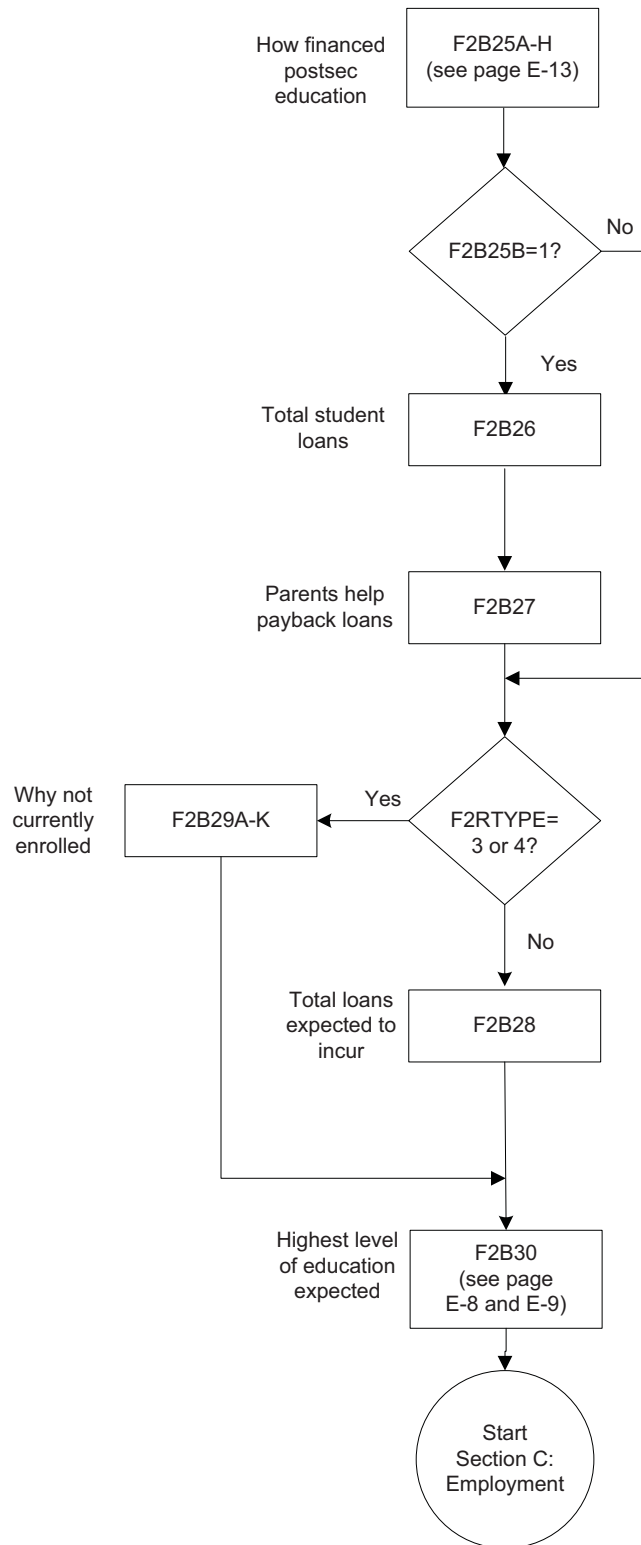 How financed
postsec
education
F2B25A-H
(see page E-13)
F2B25B=1?
No
Yes
Total student
loans
F2B26
Parents help
payback loans
F2B27
Why not
currently
enrolled
F2B29A-K
Yes
F2RTYPE=
3 or 4?
No
Total loans
expected to
incur
F2B28
Highest level
of education
expected
F2B30
(see page
E-8 and E-9)
Start
Section C:
Employment